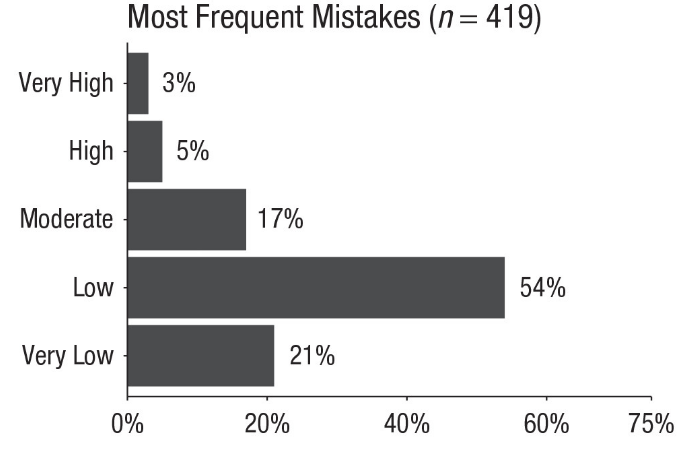 Most Frequent Mistakes (n = 419)
Very High 3%
High 5%
Moderate 17%
Low 54%
Very Low 21%
0% 20% 40% 60% 75%